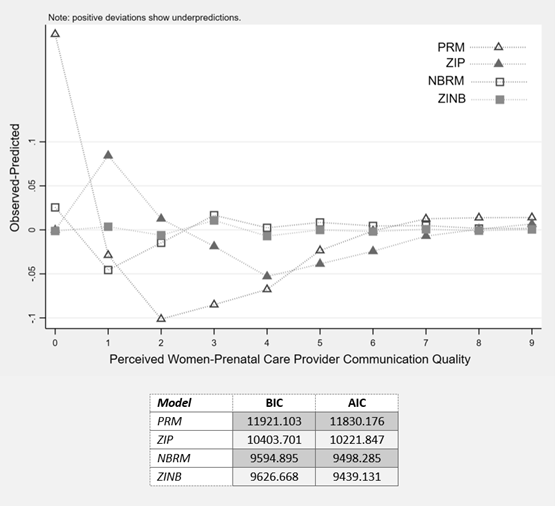 Note: positive deviations show underpredictions.
PRM
ZIP
NBRM
ZINB
Observed-Predicted
.1
.05
0
-.05
-.1
0 1 2 3 4 5 6 7 8 9
Perceived Women-Prenatal Care Provider Communication Quality
Model BIC AIC
PRM 11921.103 11830.176
ZIP 10403.701 10221.847
NBRM 9594.895 9498.285
ZINB 9626.668 9439.131